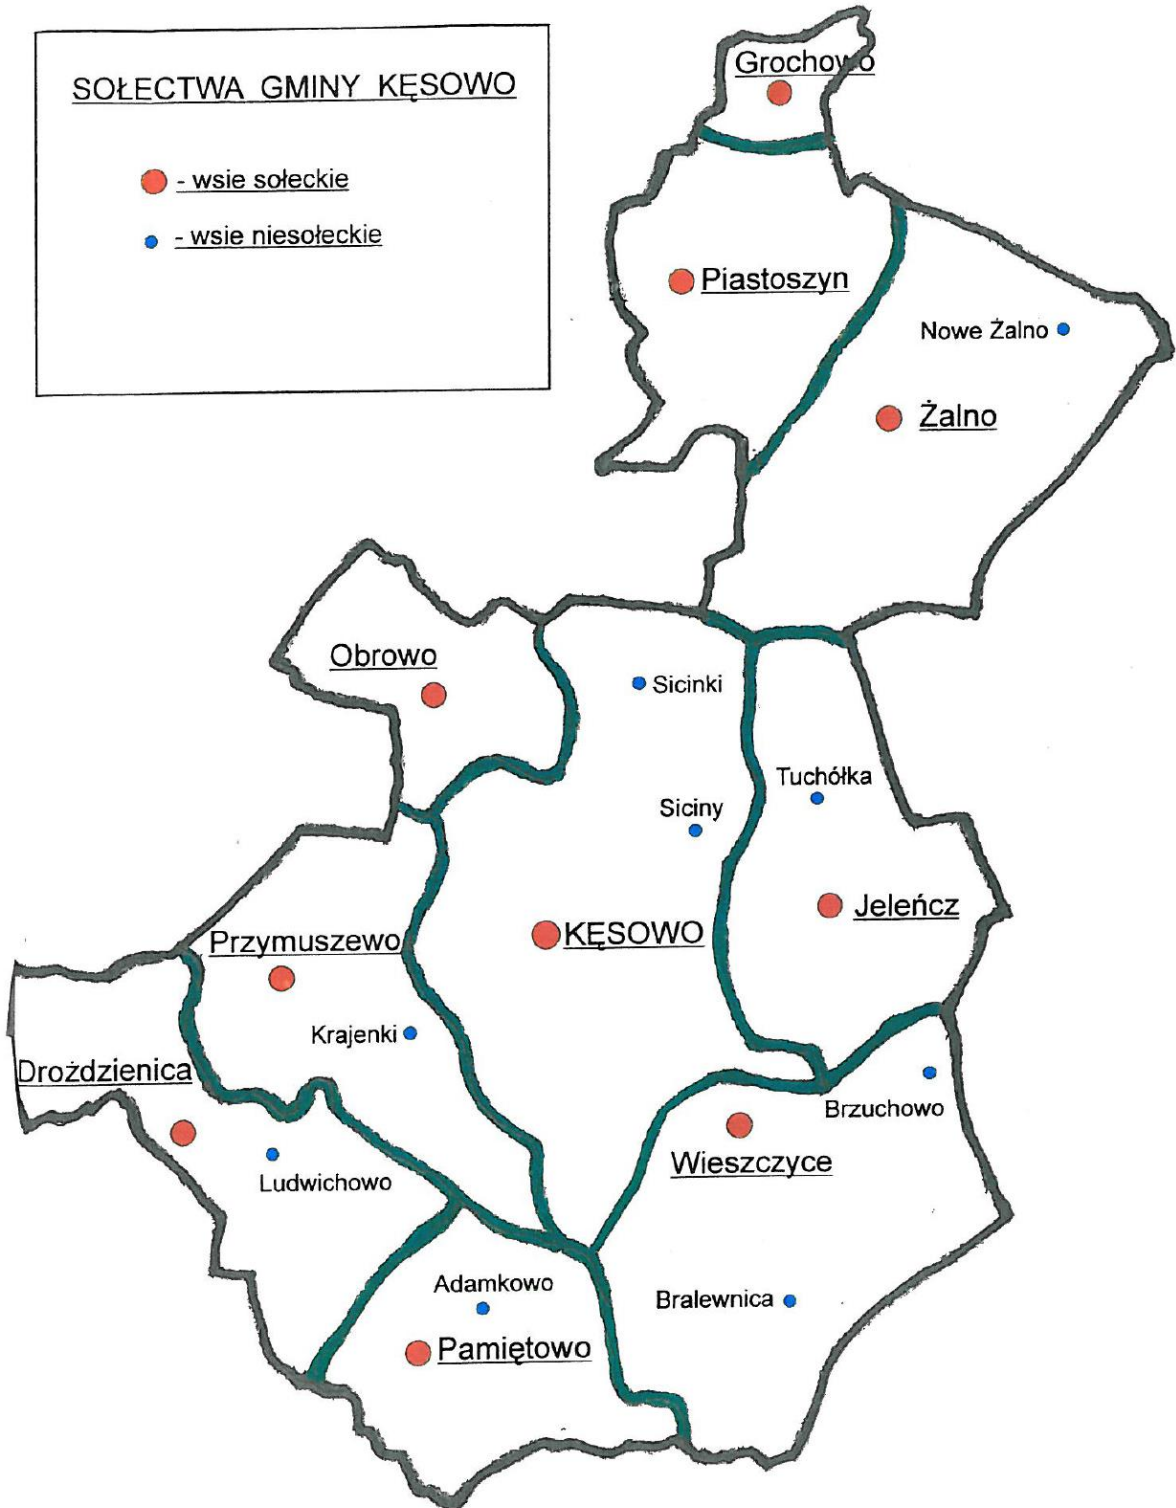 SOŁECTWA GMINY KĘSOWO
- wsie sołeckie
- wsie niesołeckie
Grochowo
Piastoszyn
Nowe Żalno
Żalno
Obrowo
Sicinki
Tuchółka
Siciny
Jeleńcz
KĘSOWO
Przymuszewo
Krajenki
Drożdzienica
Brzuchowo
Wieszczyce
Ludwichowo
Adamkowo
Bralewnica
Pamiętowo